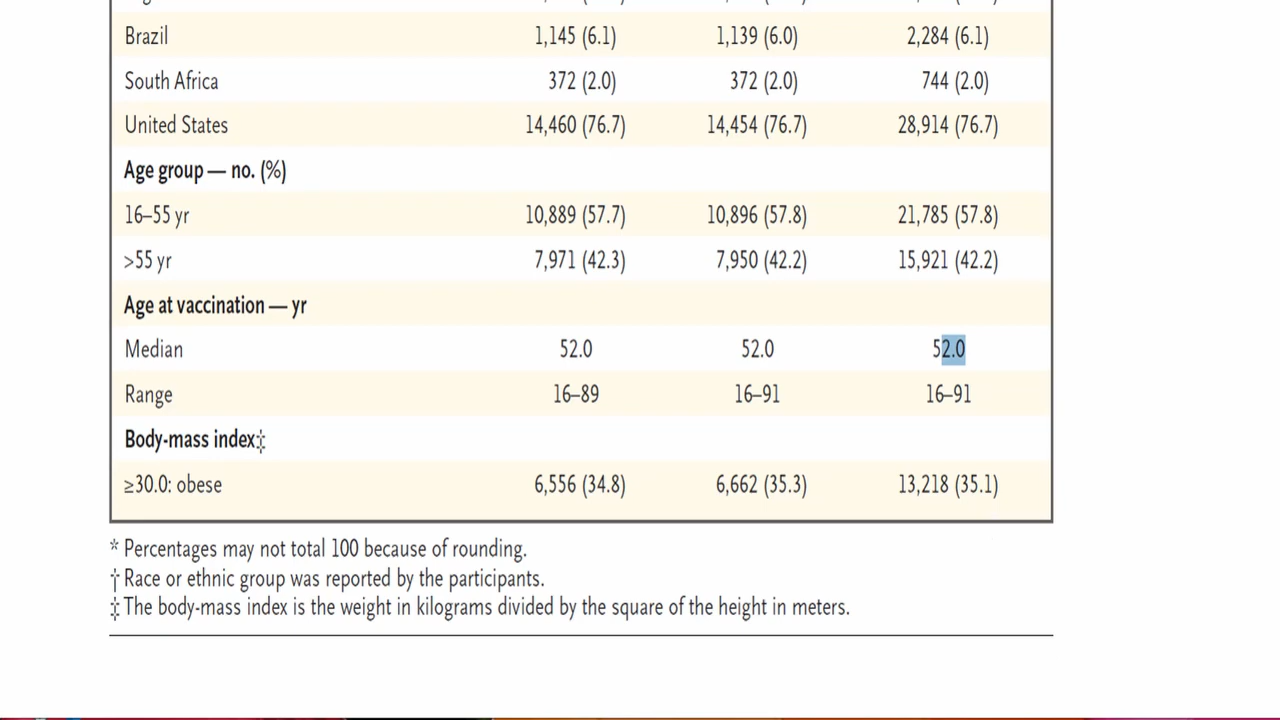 Brazil 1,145 (6.1) 1,139 (6.0) 2,284 (6.1)
South Africa 372 (2.0) 372 (2.0) 744 (2.0)
United States 14,460 (76.7) 14,454 (76.7) 28,914 (76.7)
Age group — no. (%)
16–55 yr 10,889 (57.7) 10,896 (57.8) 21,785 (57.8)
>55 yr 7,971 (42.3) 7,950 (42.2) 15,921 (42.2)
Age at vaccination — yr
Median 52.0 52.0 52.0
Range 16–89 16–91 16–91
Body-mass index‡
≥30.0: obese 6,556 (34.8) 6,662 (35.3) 13,218 (35.1)
* Percentages may not total 100 because of rounding.
† Race or ethnic group was reported by the participants.
‡ The body-mass index is the weight in kilograms divided by the square of the height in meters.